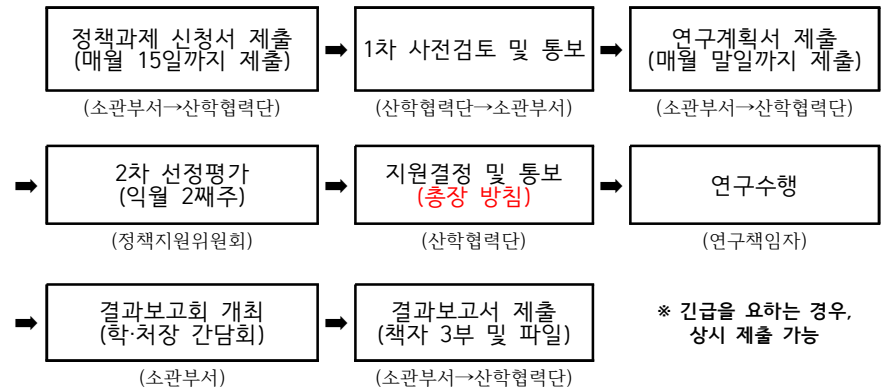 정책과제 신청서 제출
(매월 15일까지 제출)
(소관부서→산학협력단)
➡
1차 사전검토 및 통보
(산학협력단→소관부서)
➡
연구계획서 제출
(매월 말일까지 제출)
(소관부서→산학협력단)
➡
2차 선정평가
(익월 2째주)
(정책지원위원회)
➡
지원결정 및 통보
(총장 방침)
(산학협력단)
➡
연구수행
(연구책임자)
➡
결과보고회 개최
(학·처장 간담회)
(소관부서)
➡
결과보고서 제출
(책자 3부 및 파일)
(소관부서→산학협력단)
※ 긴급을 요하는 경우,
상시 제출 가능